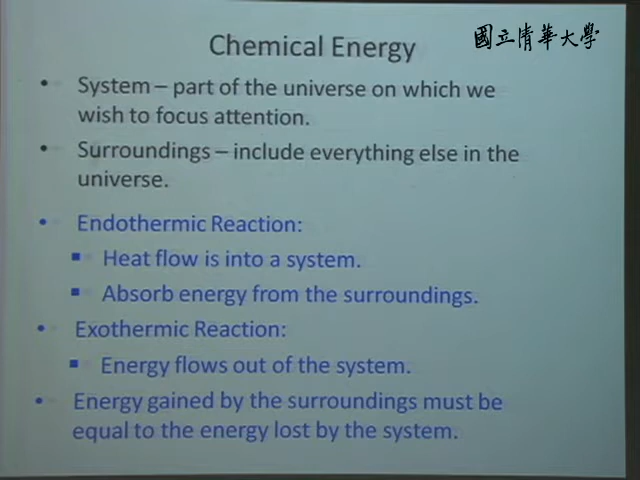 國立清華大學
Chemical Energy
• System – part of the universe on which we
wish to focus attention.
• Surroundings – include everything else in the
universe.
• Endothermic Reaction:
▪ Heat flow is into a system.
▪ Absorb energy from the surroundings.
• Exothermic Reaction:
▪ Energy flows out of the system.
• Energy gained by the surroundings must be
equal to the energy lost by the system.